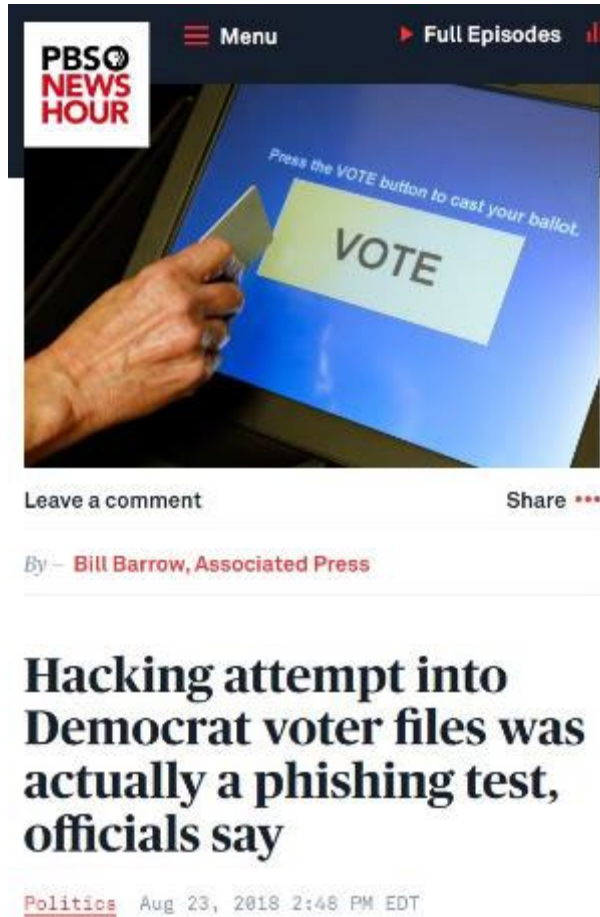 PBS
NEWS
HOUR
Menu
Full Episodes
Press the VOTE button to cast your ballot.
VOTE
Leave a comment
Share
By – Bill Barrow, Associated Press
Hacking attempt into
Democrat voter files was
actually a phishing test,
officials say
Politics Aug 23, 2018 2:48 PM EDT